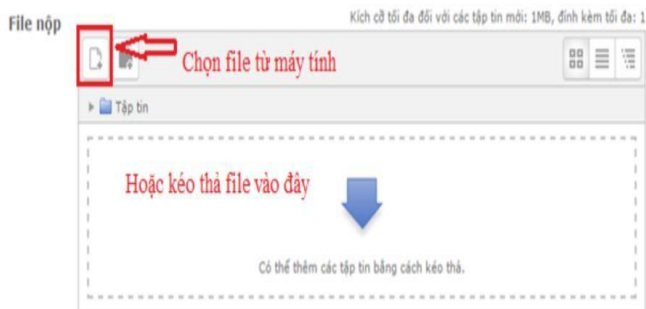 Kích cỡ tối đa đối với các tập tin mới: 1MB, đính kèm tối đa: 1
File nộp
Chọn file từ máy tính
Tập tin
Hoặc kéo thả file vào đây
Có thể thêm các tập tin bằng cách kéo thả.